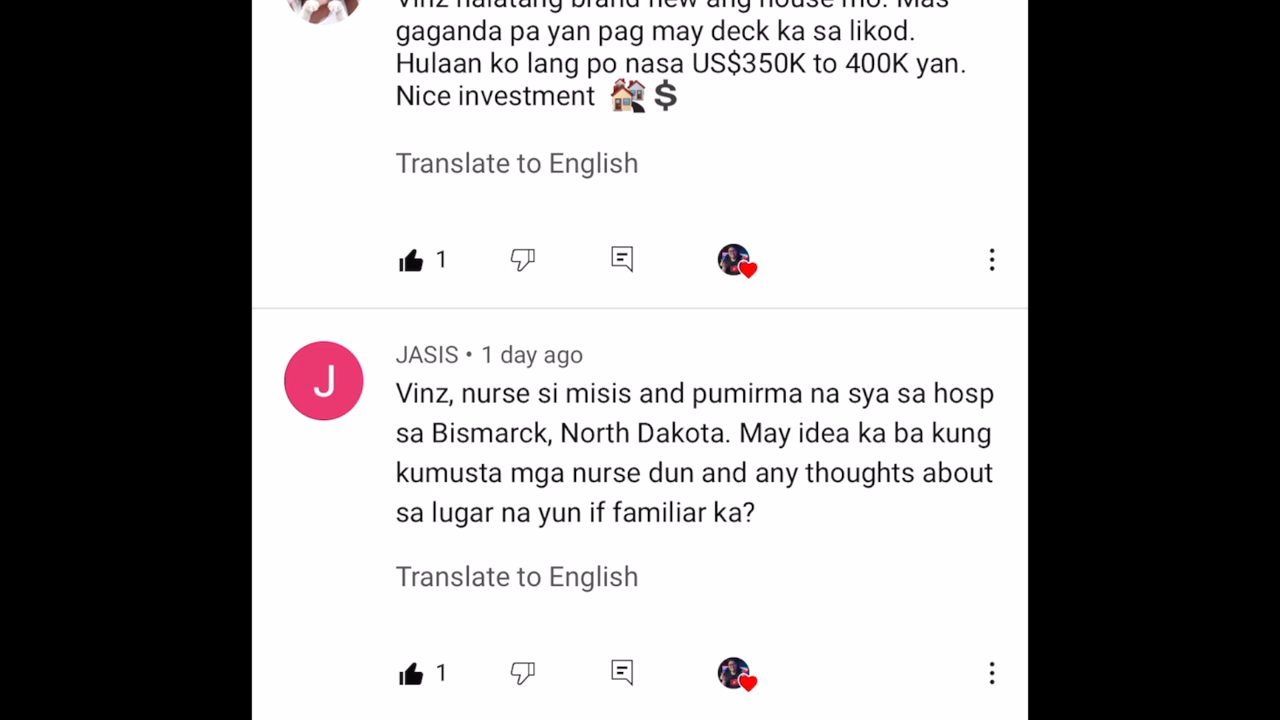 Vinz halatang brand new ang house mo. Mas
gaganda pa yan pag may deck ka sa likod.
Hulaan ko lang po nasa US$350K to 400K yan.
Nice investment 🏘💲
Translate to English
1
JASIS • 1 day ago
J
Vinz, nurse si misis and pumirma na sya sa hosp
sa Bismarck, North Dakota. May idea ka ba kung
kumusta mga nurse dun and any thoughts about
sa lugar na yun if familiar ka?
Translate to English
1